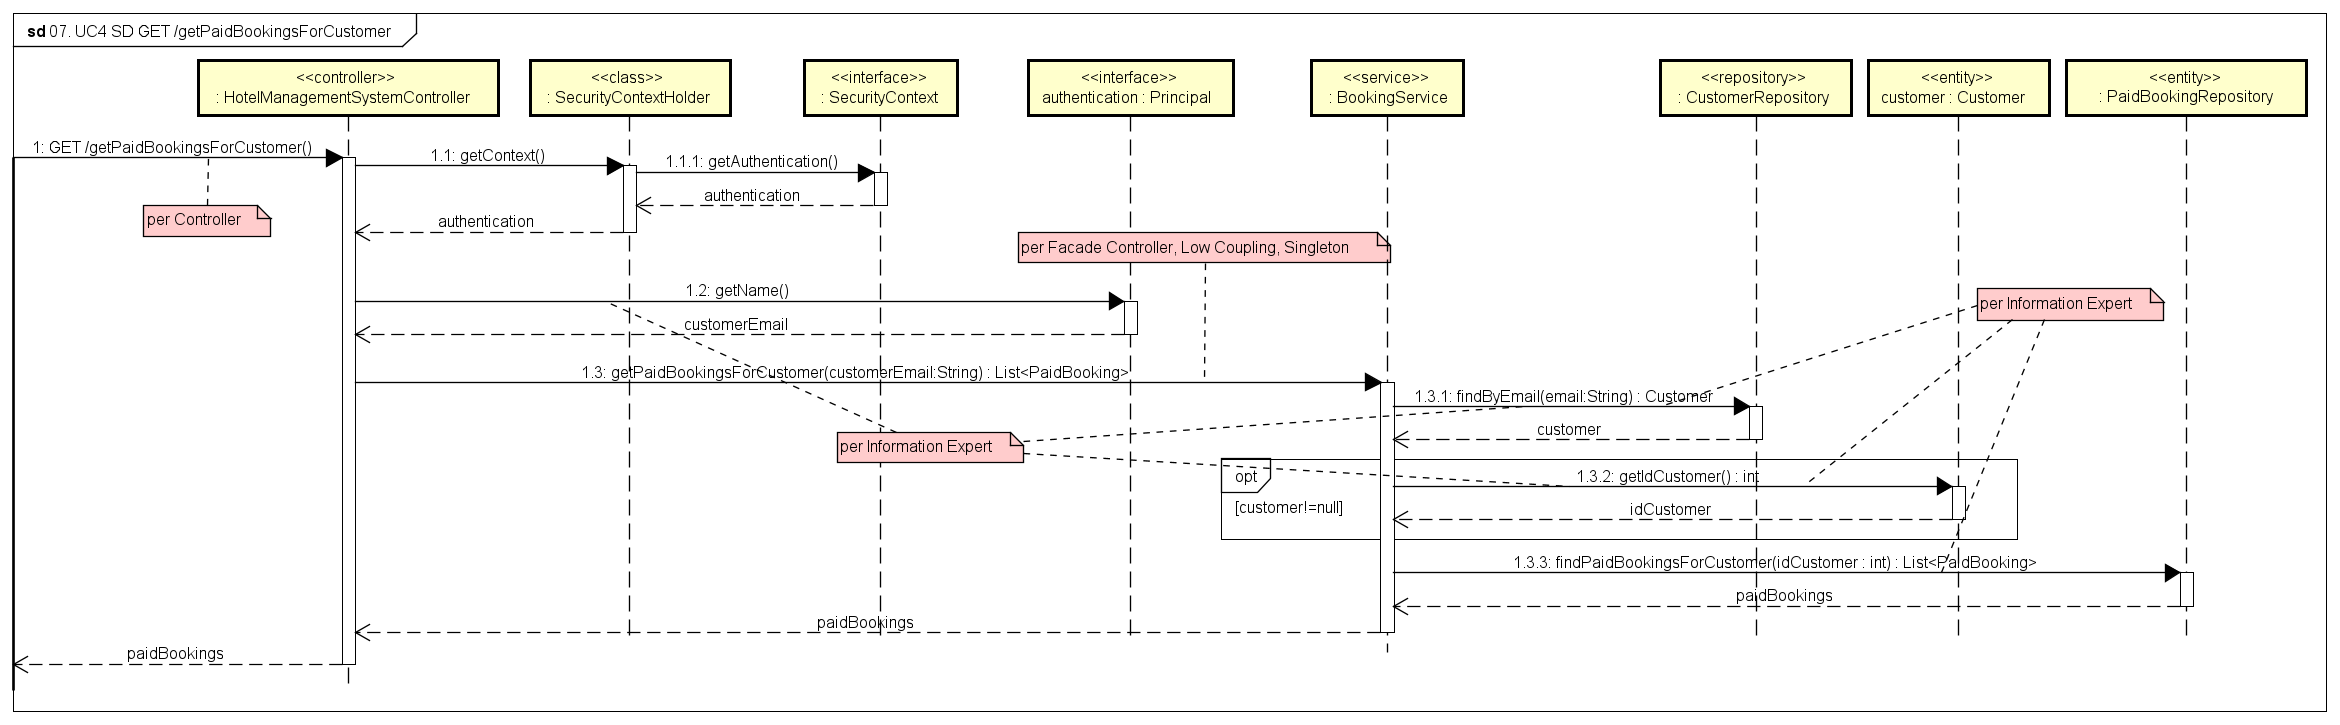 sd 07. UC4 SD GET /getPaidBookingsForCustomer
<<controller>>
: HotelManagementSystemController
<<class>>
: SecurityContextHolder
<<interface>>
: SecurityContext
<<interface>>
authentication : Principal
<<service>>
: BookingService
<<repository>>
: CustomerRepository
<<entity>>
customer : Customer
<<entity>>
: PaidBookingRepository
1: GET /getPaidBookingsForCustomer()
1.1: getContext()
1.1.1: getAuthentication()
authentication
authentication
per Controller
per Facade Controller, Low Coupling, Singleton
1.2: getName()
per Information Expert
customerEmail
1.3: getPaidBookingsForCustomer(customerEmail:String) : List<PaidBooking>
1.3.1: findByEmail(email:String) : Customer
customer
per Information Expert
opt
[customer!=null]
1.3.2: getIdCustomer() : int
idCustomer
1.3.3: findPaidBookingsForCustomer(idCustomer : int) : List<PaidBooking>
paidBookings
paidBookings
paidBookings